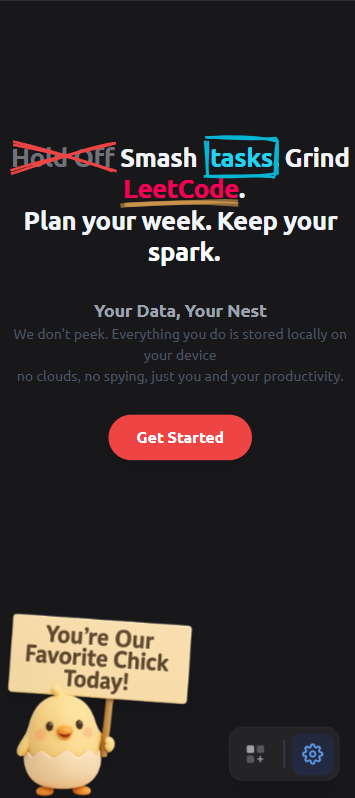 Hold Off Smash tasks, Grind
LeetCode.
Plan your week. Keep your
spark.
Your Data, Your Nest
We don't peek. Everything you do is stored locally on
your device
no clouds, no spying, just you and your productivity.
Get Started
You're Our
Favorite Chick
Today!